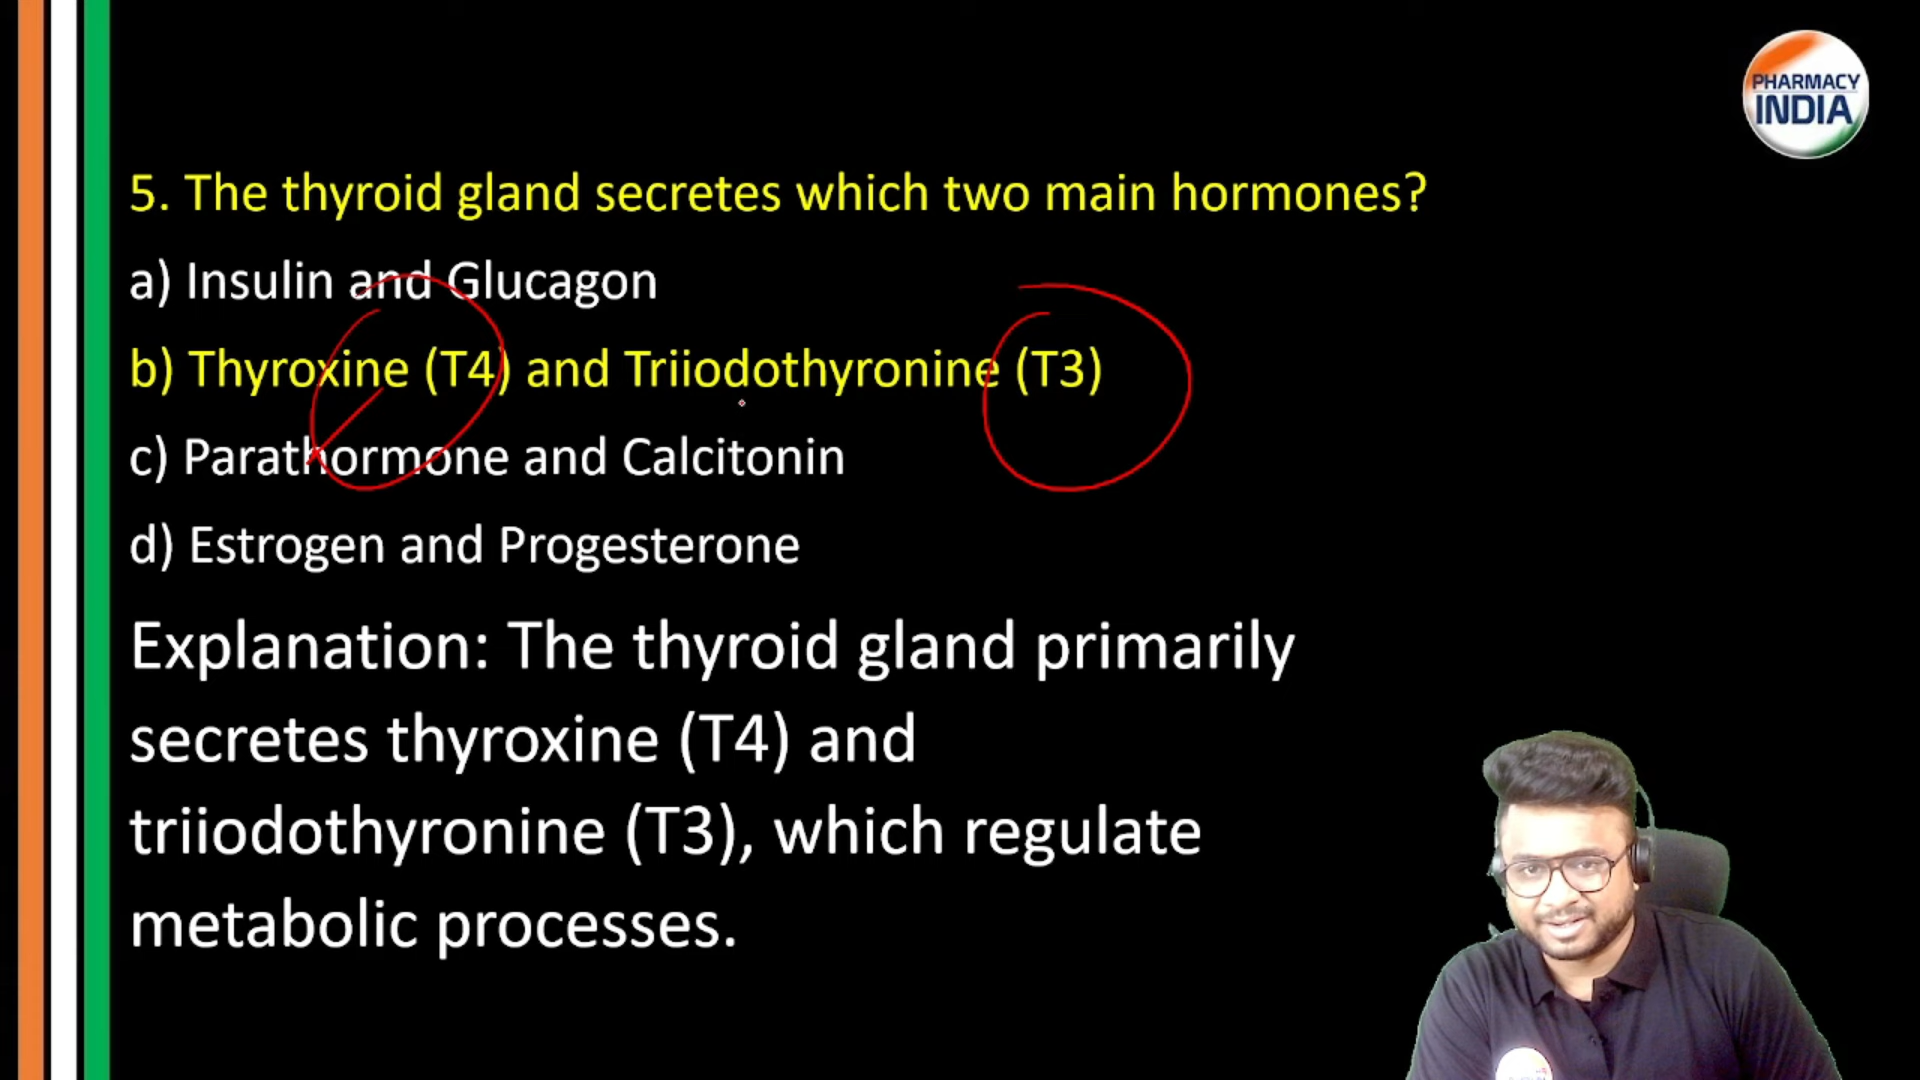 PHARMACY
INDIA
5. The thyroid gland secretes which two main hormones?
a) Insulin and Glucagon
b) Thyroxine (T4) and Triiodothyronine (T3)
c) Parathormone and Calcitonin
d) Estrogen and Progesterone
Explanation: The thyroid gland primarily
secretes thyroxine (T4) and
triiodothyronine (T3), which regulate
metabolic processes.